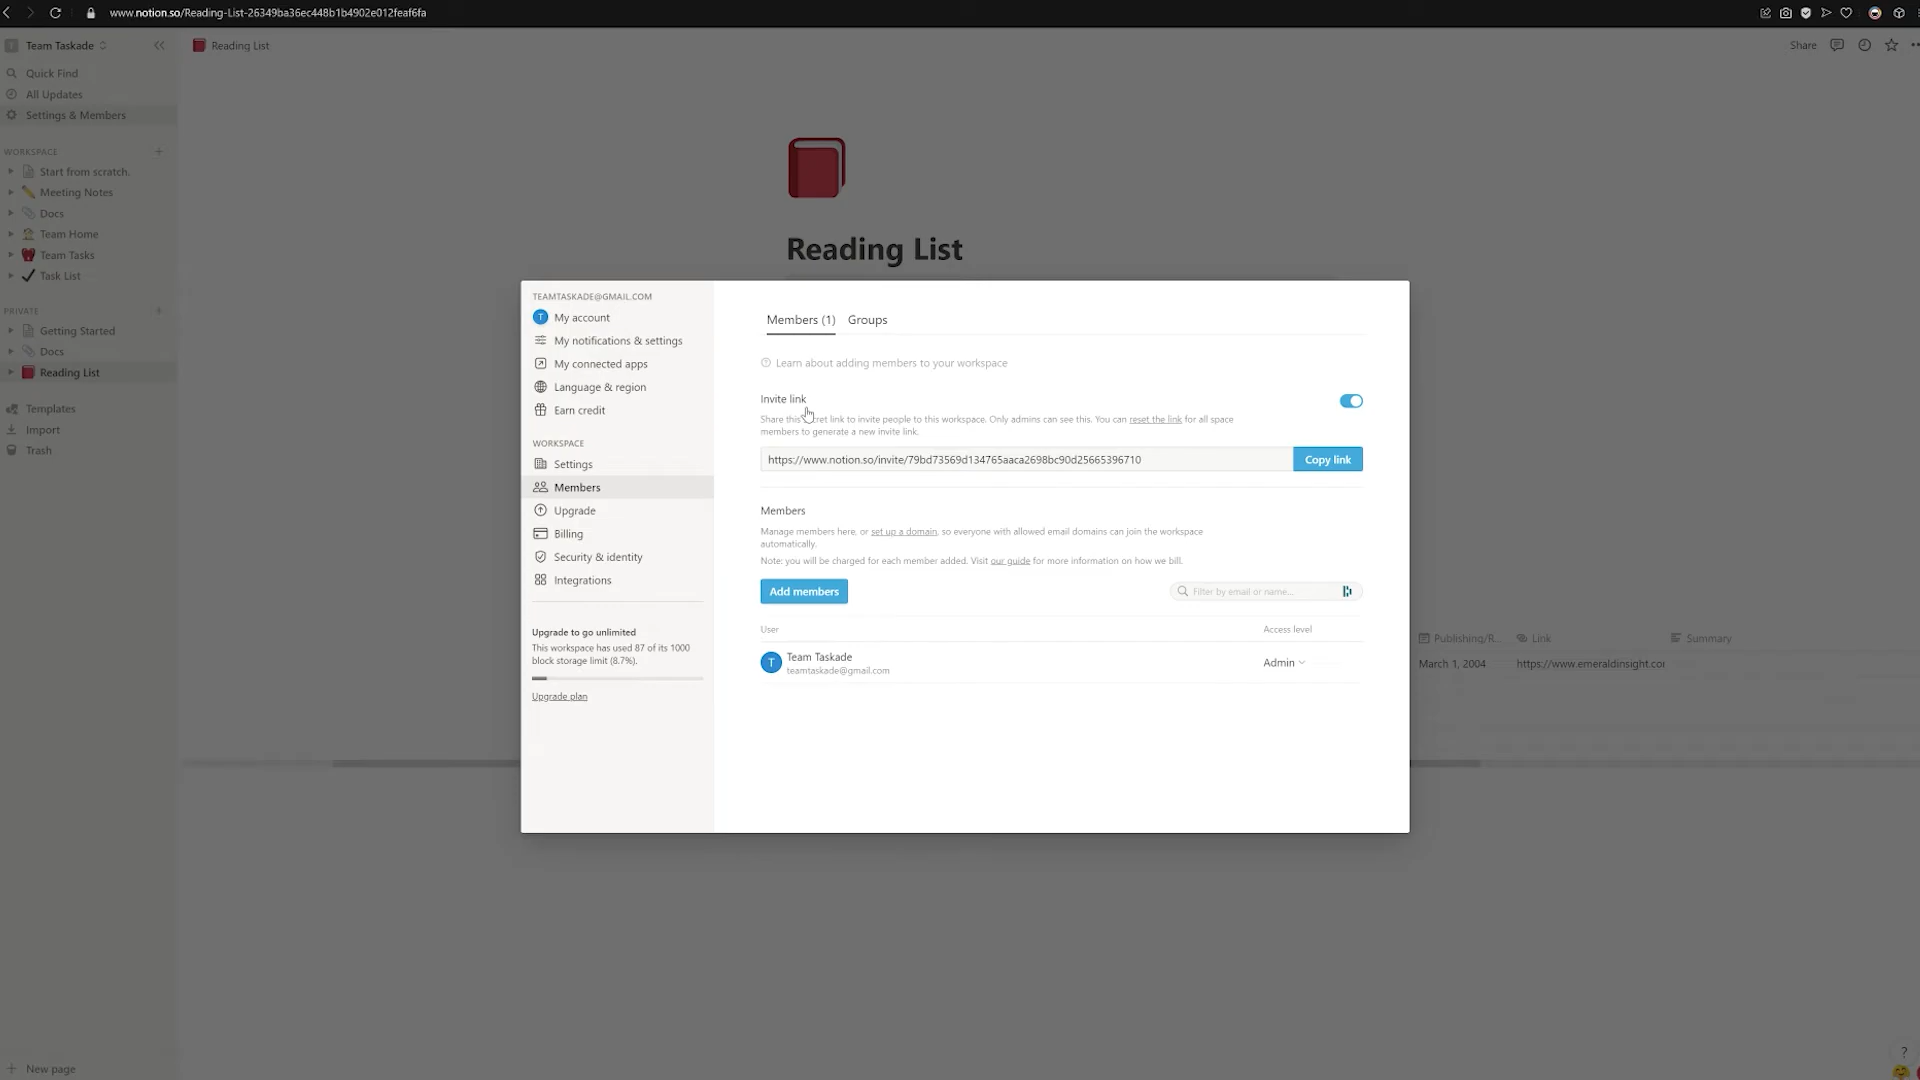 www.notion.so/Reading-List-26349ba36ec448b1b4902e012feaf6fa
Team Taskade
Reading List
Share
Quick Find
All Updates
Settings & Members
WORKSPACE
Start from scratch.
Meeting Notes
Docs
Team Home
Team Tasks
Task List
PRIVATE
Getting Started
Docs
Reading List
Templates
Import
Trash
New page
Reading List
TEAMTASKADE@GMAIL.COM
T My account
My notifications & settings
My connected apps
Language & region
Earn credit
WORKSPACE
Settings
Members
Upgrade
Billing
Security & identity
Integrations
Upgrade to go unlimited
This workspace has used 87 of its 1000
block storage limit (8.7%).
Upgrade plan
Members (1) Groups
Learn about adding members to your workspace
Invite link
Share this secret link to invite people to this workspace. Only admins can see this. You can reset the link for all space
members to generate a new invite link.
https://www.notion.so/invite/79bd73569d134765aaca2698bc90d25665396710
Copy link
Members
Manage members here, or set up a domain, so everyone with allowed email domains can join the workspace
automatically.
Note: you will be charged for each member added. Visit our guide for more information on how we bill.
Add members
Filter by email or name...
User Access level
T Team Taskade
teamtaskade@gmail.com
Admin
Publishing/R... Link Summary
March 1, 2004 https://www.emeraldinsight.co
?